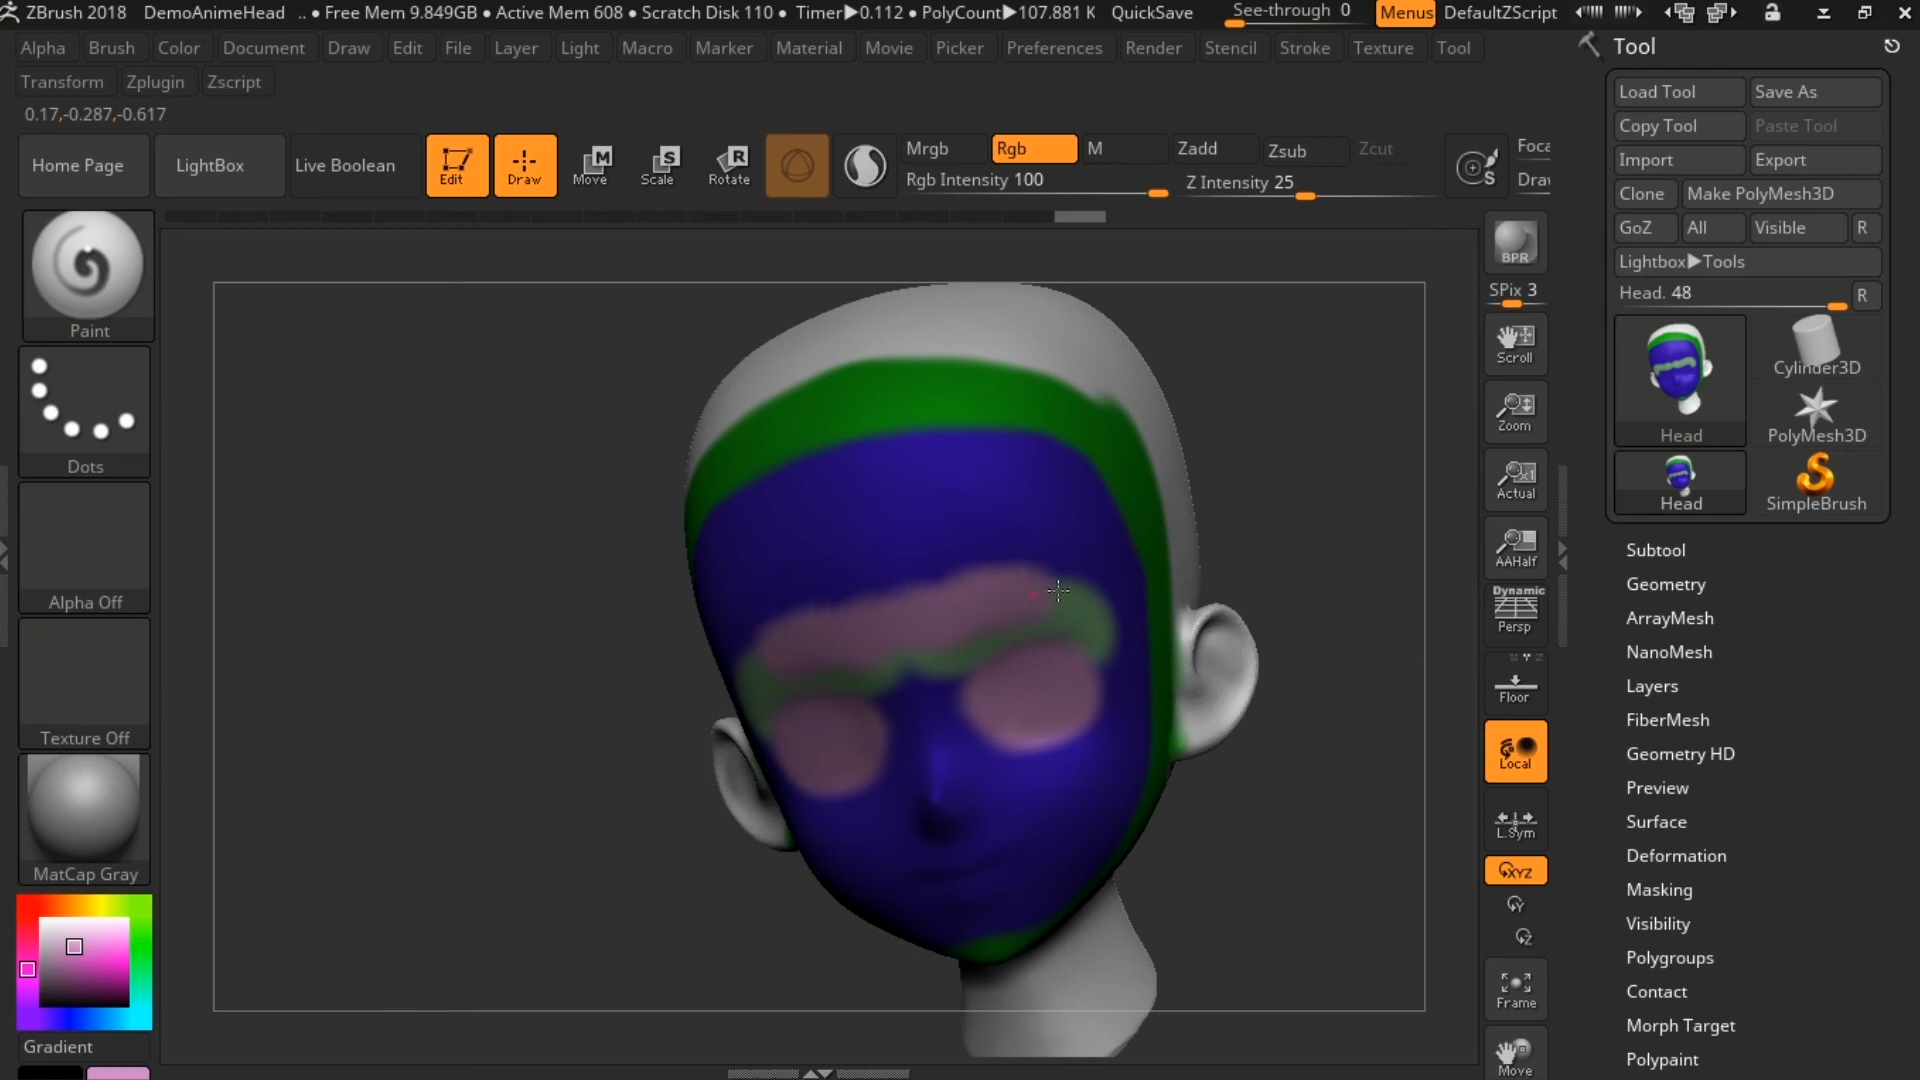 ZBrush 2018 DemoAnimeHead .. • Free Mem 9.849GB • Active Mem 608 • Scratch Disk 110 • Timer▶0.112 • PolyCount▶107.881 K QuickSave See-through 0 Menus DefaultZScript
Alpha Brush Color Document Draw Edit File Layer Light Macro Marker Material Movie Picker Preferences Render Stencil Stroke Texture Tool
Transform Zplugin Zscript
0.17,-0.287,-0.617
Home Page LightBox Live Boolean Edit Draw Move Scale Rotate
M S R
Mrgb Rgb M Zadd Zsub Zcut Foca
Rgb Intensity 100 Z Intensity 25 S Drav
Paint
Dots
Alpha Off
Texture Off
MatCap Gray
Gradient
BPR
SPix 3
Scroll
Zoom
x1
Actual
AAHalf
Dynamic
Persp
Floor
Local
L.Sym
XYZ
Y
Z
Frame
Move
Tool
Load Tool Save As
Copy Tool Paste Tool
Import Export
Clone Make PolyMesh3D
GoZ All Visible R
Lightbox▶Tools
Head. 48 R
Head Cylinder3D
PolyMesh3D
Head SimpleBrush
Subtool
Geometry
ArrayMesh
NanoMesh
Layers
FiberMesh
Geometry HD
Preview
Surface
Deformation
Masking
Visibility
Polygroups
Contact
Morph Target
Polypaint